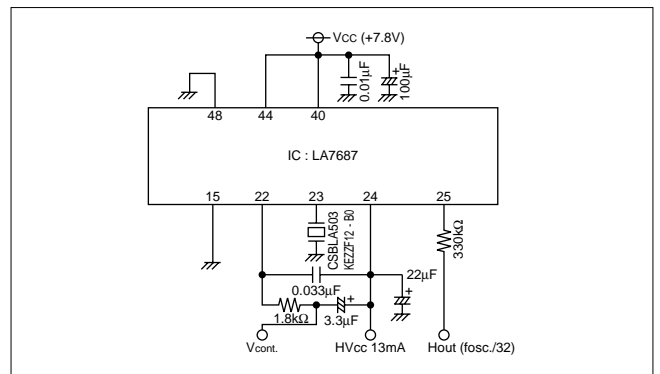 Vcc (+7.8V)
0.01µF
100µF
+
48
44
40
IC : LA7687
15
22
23
24
25
CSBLA503
KEZZF12 - B0
330kΩ
22µF
+
0.033µF
1.8kΩ
3.3µF
+
Vcont.
HVcc 13mA
Hout (fosc./32)